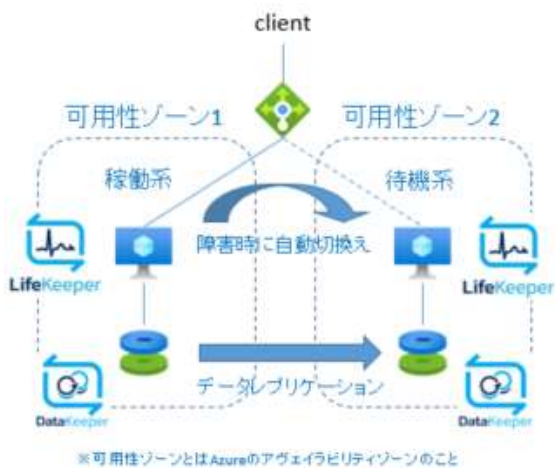 client
可用性ゾーン1
可用性ゾーン2
稼働系
待機系
障害時に自動切換え
LifeKeeper
LifeKeeper
データレプリケーション
DataKeeper
DataKeeper
※可用性ゾーンとはAzureのアヴェイラビリティゾーンのこと